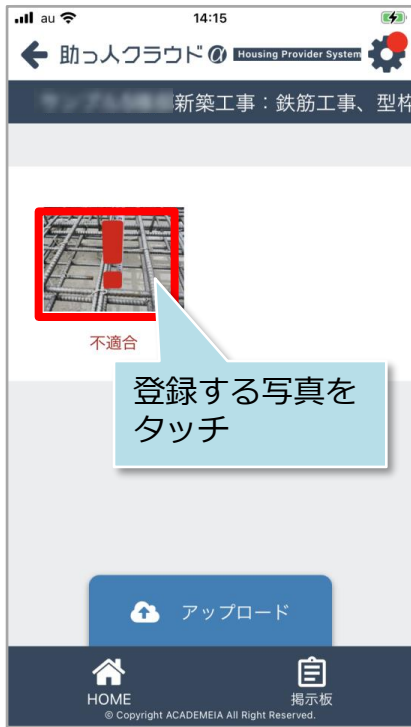 au 14:15
助っ人クラウドα Housing Provider System
新築工事：鉄筋工事、型枠
不適合
登録する写真を
タッチ
アップロード
HOME 掲示板
© Copyright ACADEMEIA All Right Reserved.